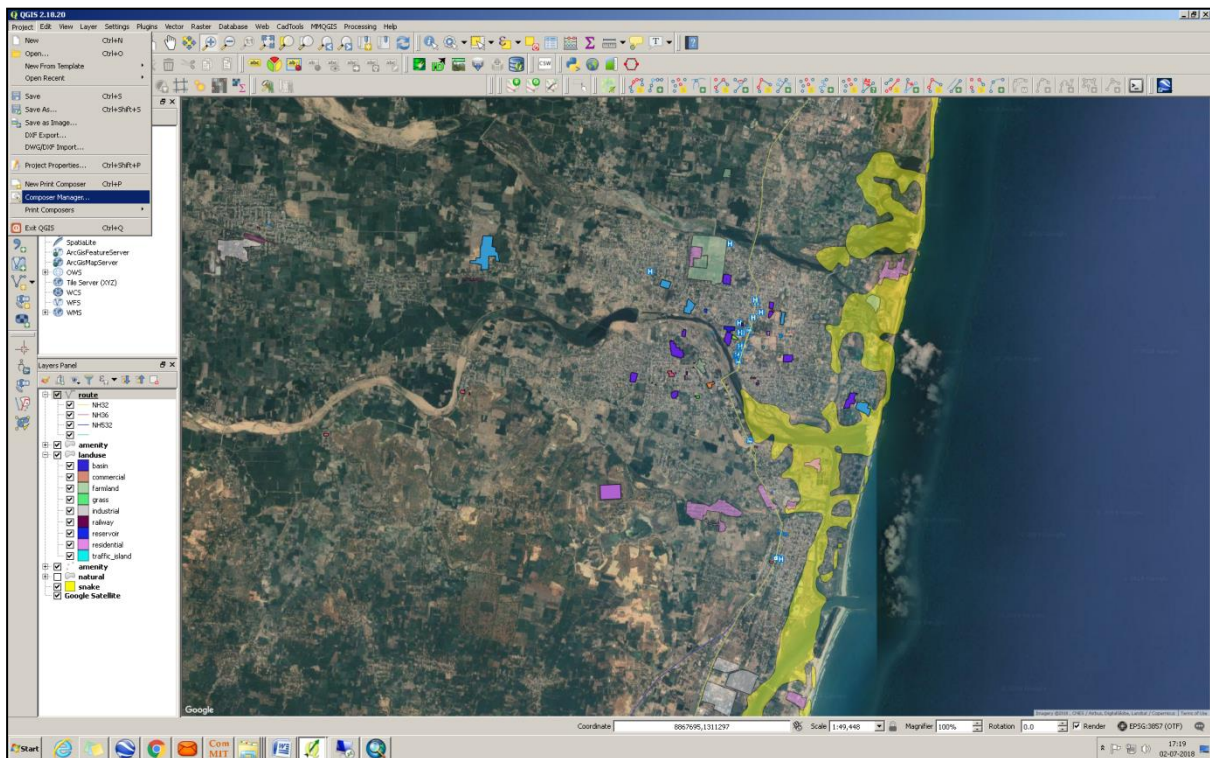 QGIS 2.18.20
Project Edit View Layer Settings Plugins Vector Raster Database Web CadTools MMQGIS Processing Help
New Ctrl+N
Open... Ctrl+O
New From Template
Open Recent
Save Ctrl+S
Save As... Ctrl+Shift+S
Save as Image...
DXF Export...
DWG/DXF Import...
Project Properties... Ctrl+Shift+P
New Print Composer Ctrl+P
Composer Manager...
Print Composers
Exit QGIS Ctrl+Q
SpatiaLite
ArcGisFeatureServer
ArcGisMapServer
OWS
Tile Server (XYZ)
WCS
WFS
WMS
Layers Panel
route
NH32
NH36
NH532
amenity
landuse
basin
commercial
farmland
grass
industrial
railway
reservoir
residential
traffic_island
amenity
natural
snake
Google Satellite
CSW
Google
Coordinate 8867695,1311297 Scale 1:49,448 Magnifier 100% Rotation 0.0 Render EPSG:3857 (OTF)
Start
Com
MIT
17:19
02-07-2018